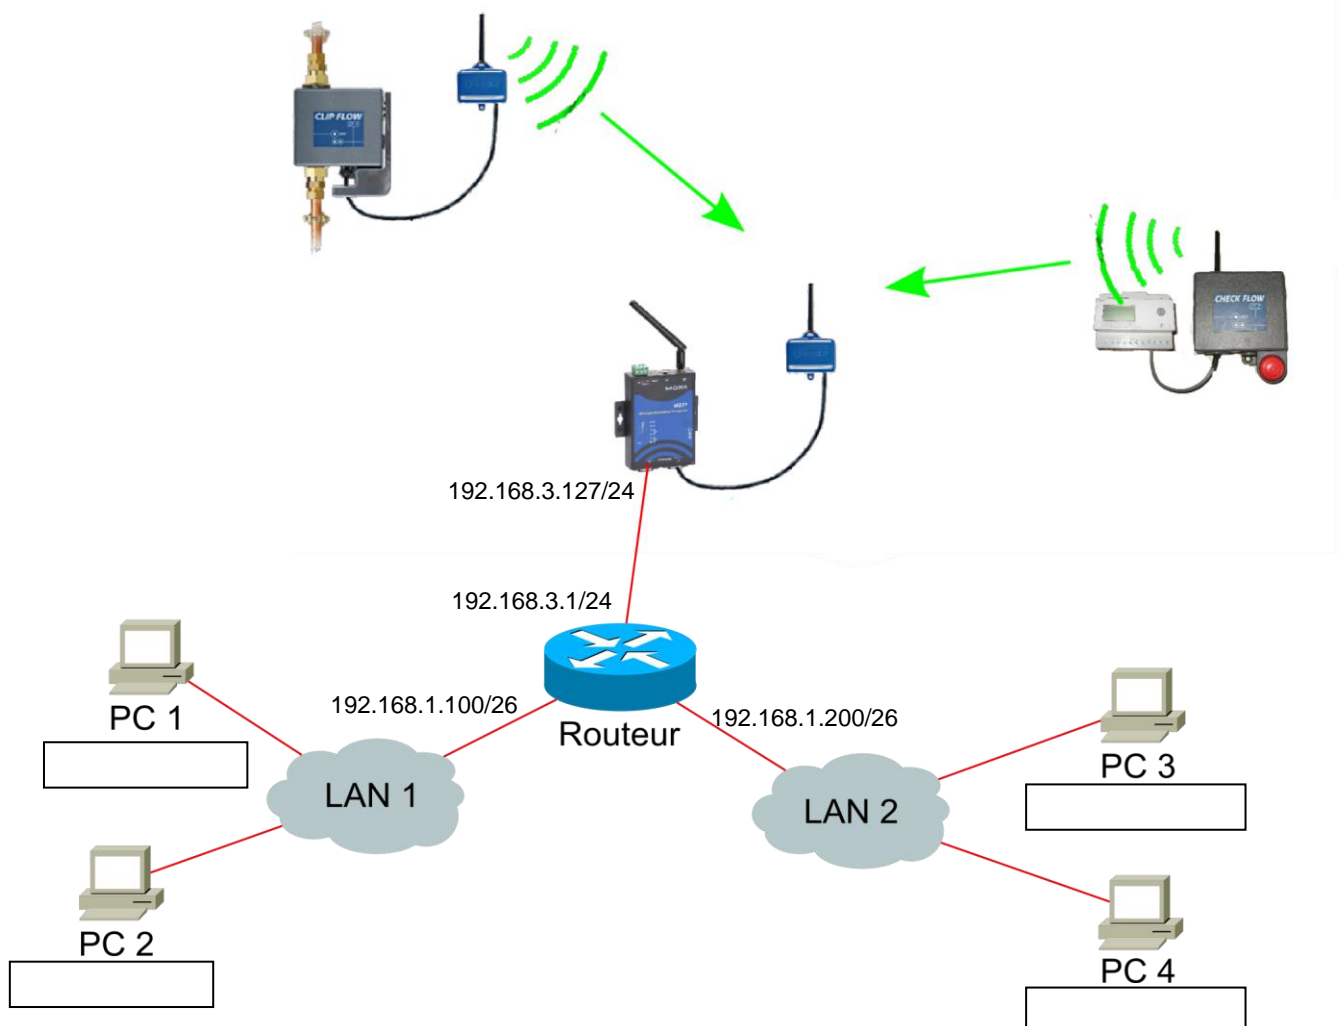 CLIP FLOW
CHECK FLOW
192.168.3.127/24
192.168.3.1/24
PC 1
192.168.1.100/26
192.168.1.200/26
Routeur
PC 3
LAN 1
LAN 2
PC 2
PC 4